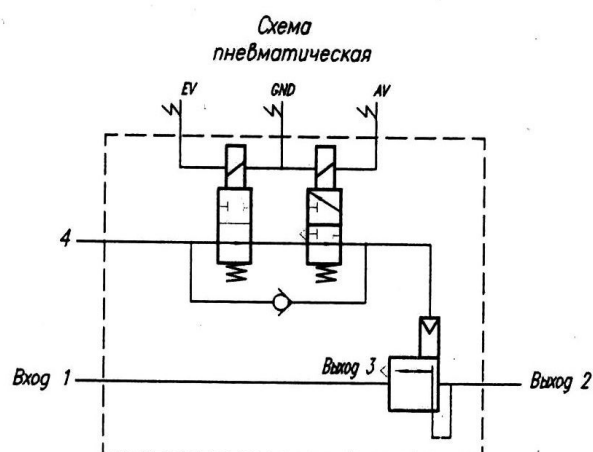 Схема
пневматическая
EV
GND
AV
4
Выход 3
Вход 1
Выход 2